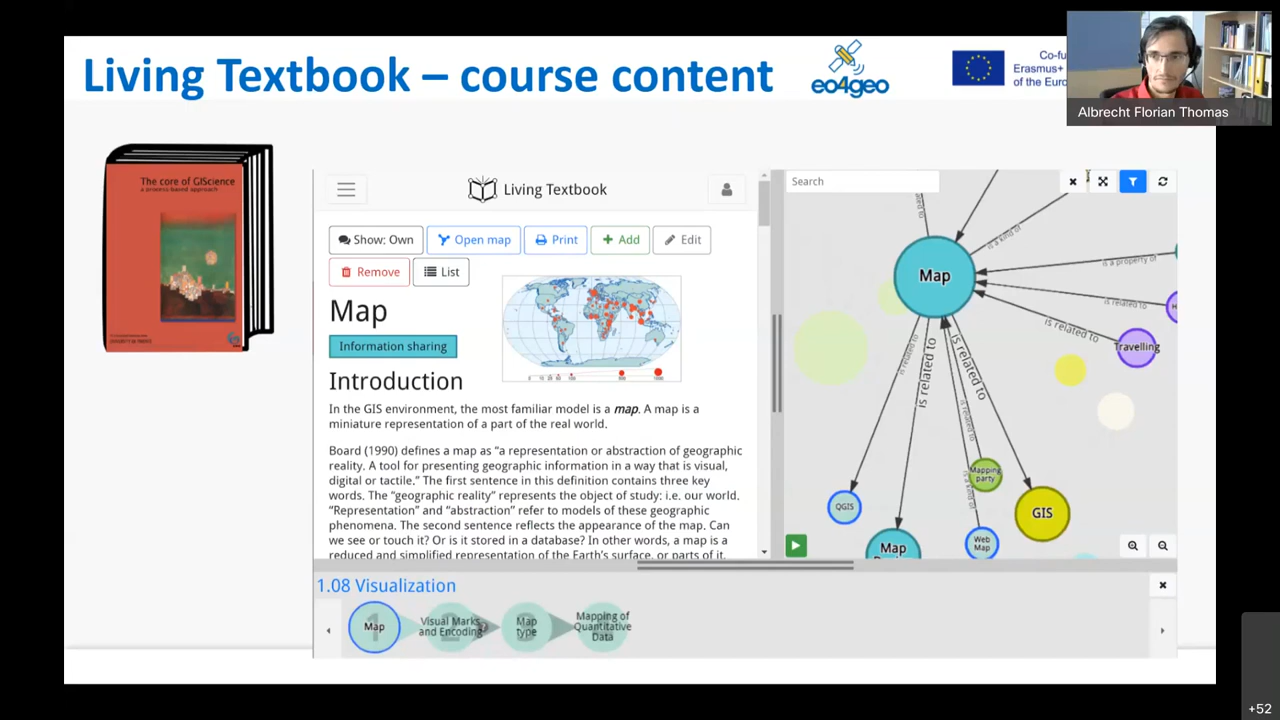 Living Textbook – course content
eo4geo
Co-fu
Erasmus+
of the Euro
Albrecht Florian Thomas
The core of GIScience
a process-based approach
Living Textbook
Search
Show: Own
Open map
Print
Add
Edit
Remove
List
Map
Information sharing
Introduction
In the GIS environment, the most familiar model is a map. A map is a
miniature representation of a part of the real world.
Board (1990) defines a map as “a representation or abstraction of geographic
reality. A tool for presenting geographic information in a way that is visual,
digital or tactile.” The first sentence in this definition contains three key
words. The “geographic reality” represents the object of study: i.e. our world.
“Representation” and “abstraction” refer to models of these geographic
phenomena. The second sentence reflects the appearance of the map. Can
we see or touch it? Or is it stored in a database? In other words, a map is a
reduced and simplified representation of the Earth’s surface, or parts of it,
Map
is a kind of
is a property of
is related to
is related to
Travelling
is related to
is related to
is related to
is related to
is a kind of
Mapping
party
QGIS
GIS
Web
Map
Map
1.08 Visualization
1
Map
Visual Marks
and Encoding
Map
type
Mapping of
Quantitative
Data
+52